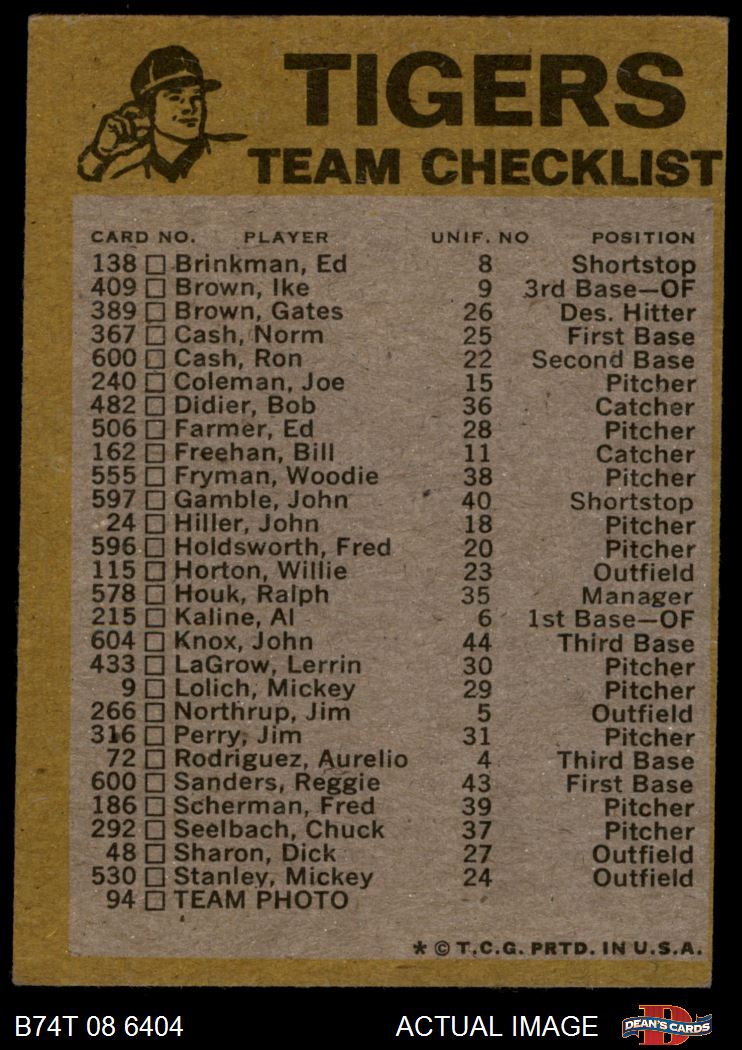 TIGERS
TEAM CHECKLIST
CARD NO. PLAYER UNIF. NO POSITION
138 Brinkman, Ed 8 Shortstop
409 Brown, Ike 9 3rd Base—OF
389 Brown, Gates 26 Des. Hitter
367 Cash, Norm 25 First Base
600 Cash, Ron 22 Second Base
240 Coleman, Joe 15 Pitcher
482 Didier, Bob 36 Catcher
506 Farmer, Ed 28 Pitcher
162 Freehan, Bill 11 Catcher
555 Fryman, Woodie 38 Pitcher
597 Gamble, John 40 Shortstop
24 Hiller, John 18 Pitcher
596 Holdsworth, Fred 20 Pitcher
115 Horton, Willie 23 Outfield
578 Houk, Ralph 35 Manager
215 Kaline, Al 6 1st Base—OF
604 Knox, John 44 Third Base
433 LaGrow, Lerrin 30 Pitcher
9 Lolich, Mickey 29 Pitcher
266 Northrup, Jim 5 Outfield
316 Perry, Jim 31 Pitcher
72 Rodriguez, Aurelio 4 Third Base
600 Sanders, Reggie 43 First Base
186 Scherman, Fred 39 Pitcher
292 Seelbach, Chuck 37 Pitcher
48 Sharon, Dick 27 Outfield
530 Stanley, Mickey 24 Outfield
94 TEAM PHOTO
* © T.C.G. PRTD. IN U.S.A.
B74T 08 6404 ACTUAL IMAGE D DEAN'S CARDS